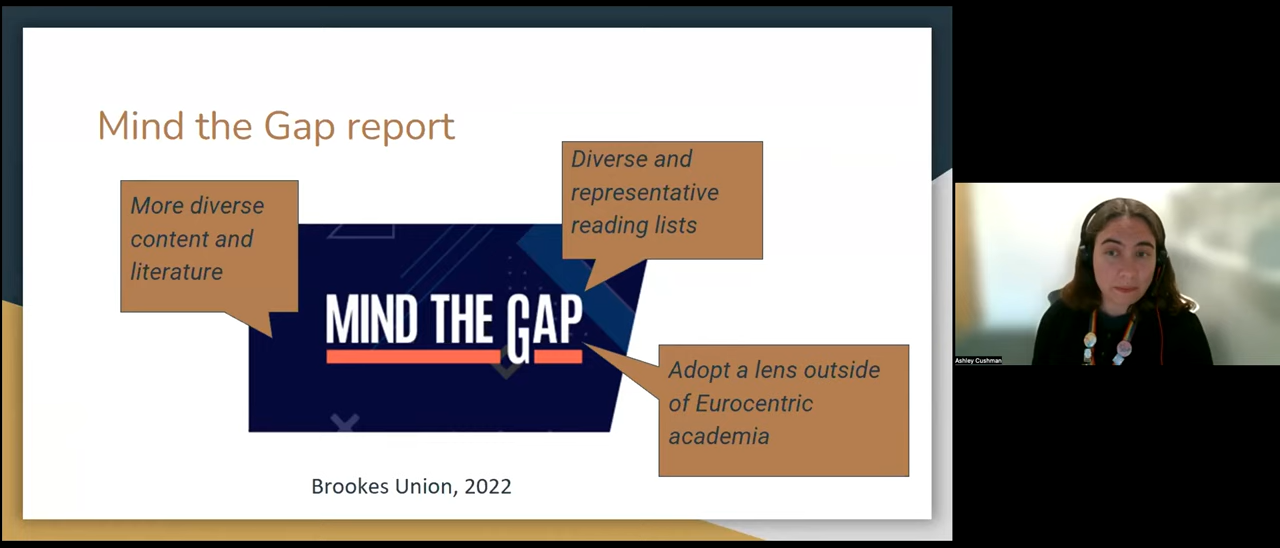 Mind the Gap report
More diverse
content and
literature
Diverse and
representative
reading lists
MIND THE GAP
Adopt a lens outside
of Eurocentric
academia
Brookes Union, 2022
Ashley Cushman